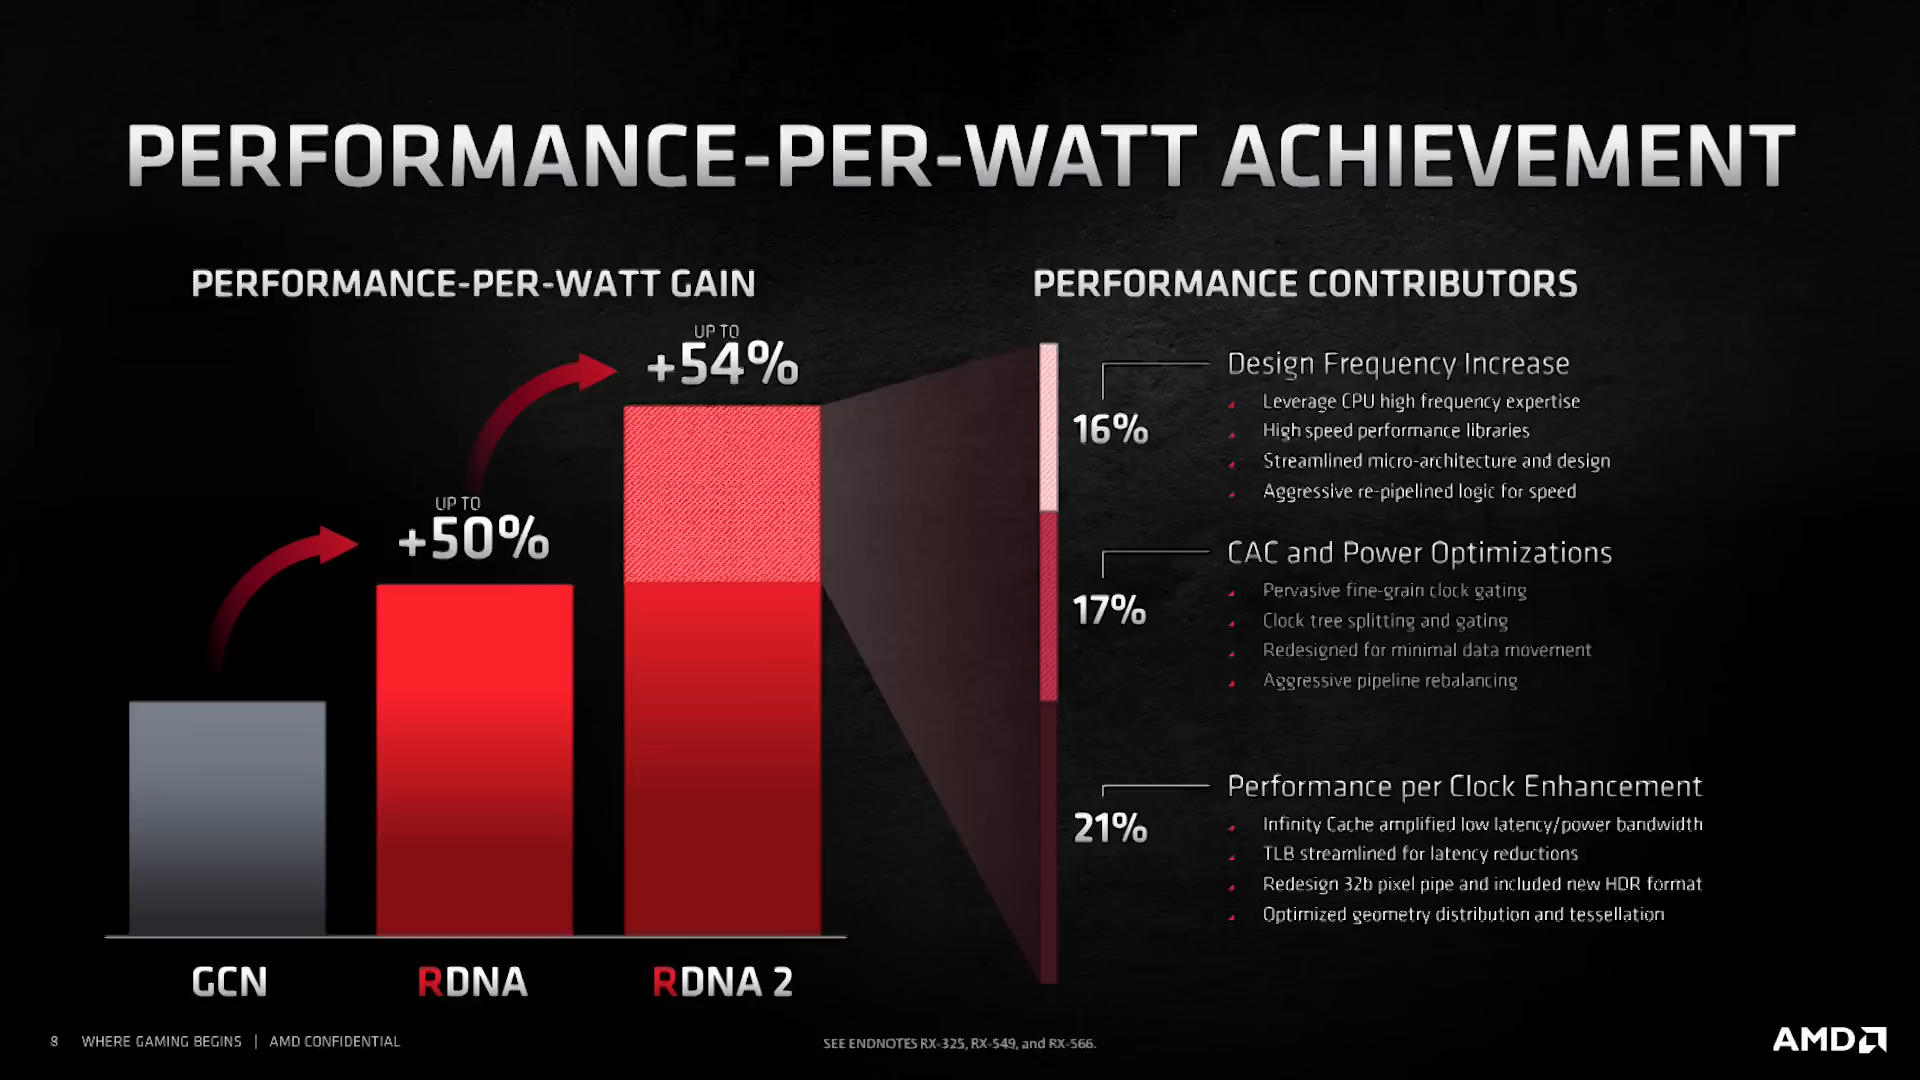 PERFORMANCE-PER-WATT ACHIEVEMENT
PERFORMANCE-PER-WATT GAIN
UP TO
+54%
UP TO
+50%
GCN
RDNA
RDNA 2
PERFORMANCE CONTRIBUTORS
16%
Design Frequency Increase
Leverage CPU high frequency expertise
High speed performance libraries
Streamlined micro-architecture and design
Aggressive re-pipelined logic for speed
17%
CAC and Power Optimizations
Pervasive fine-grain clock gating
Clock tree splitting and gating
Redesigned for minimal data movement
Aggressive pipeline rebalancing
21%
Performance per Clock Enhancement
Infinity Cache amplified low latency/power bandwidth
TLB streamlined for latency reductions
Redesign 32b pixel pipe and included new HDR format
Optimized geometry distribution and tessellation
8 WHERE GAMING BEGINS | AMD CONFIDENTIAL
SEE ENDNOTES RX-325, RX-549, and RX-566.
AMD